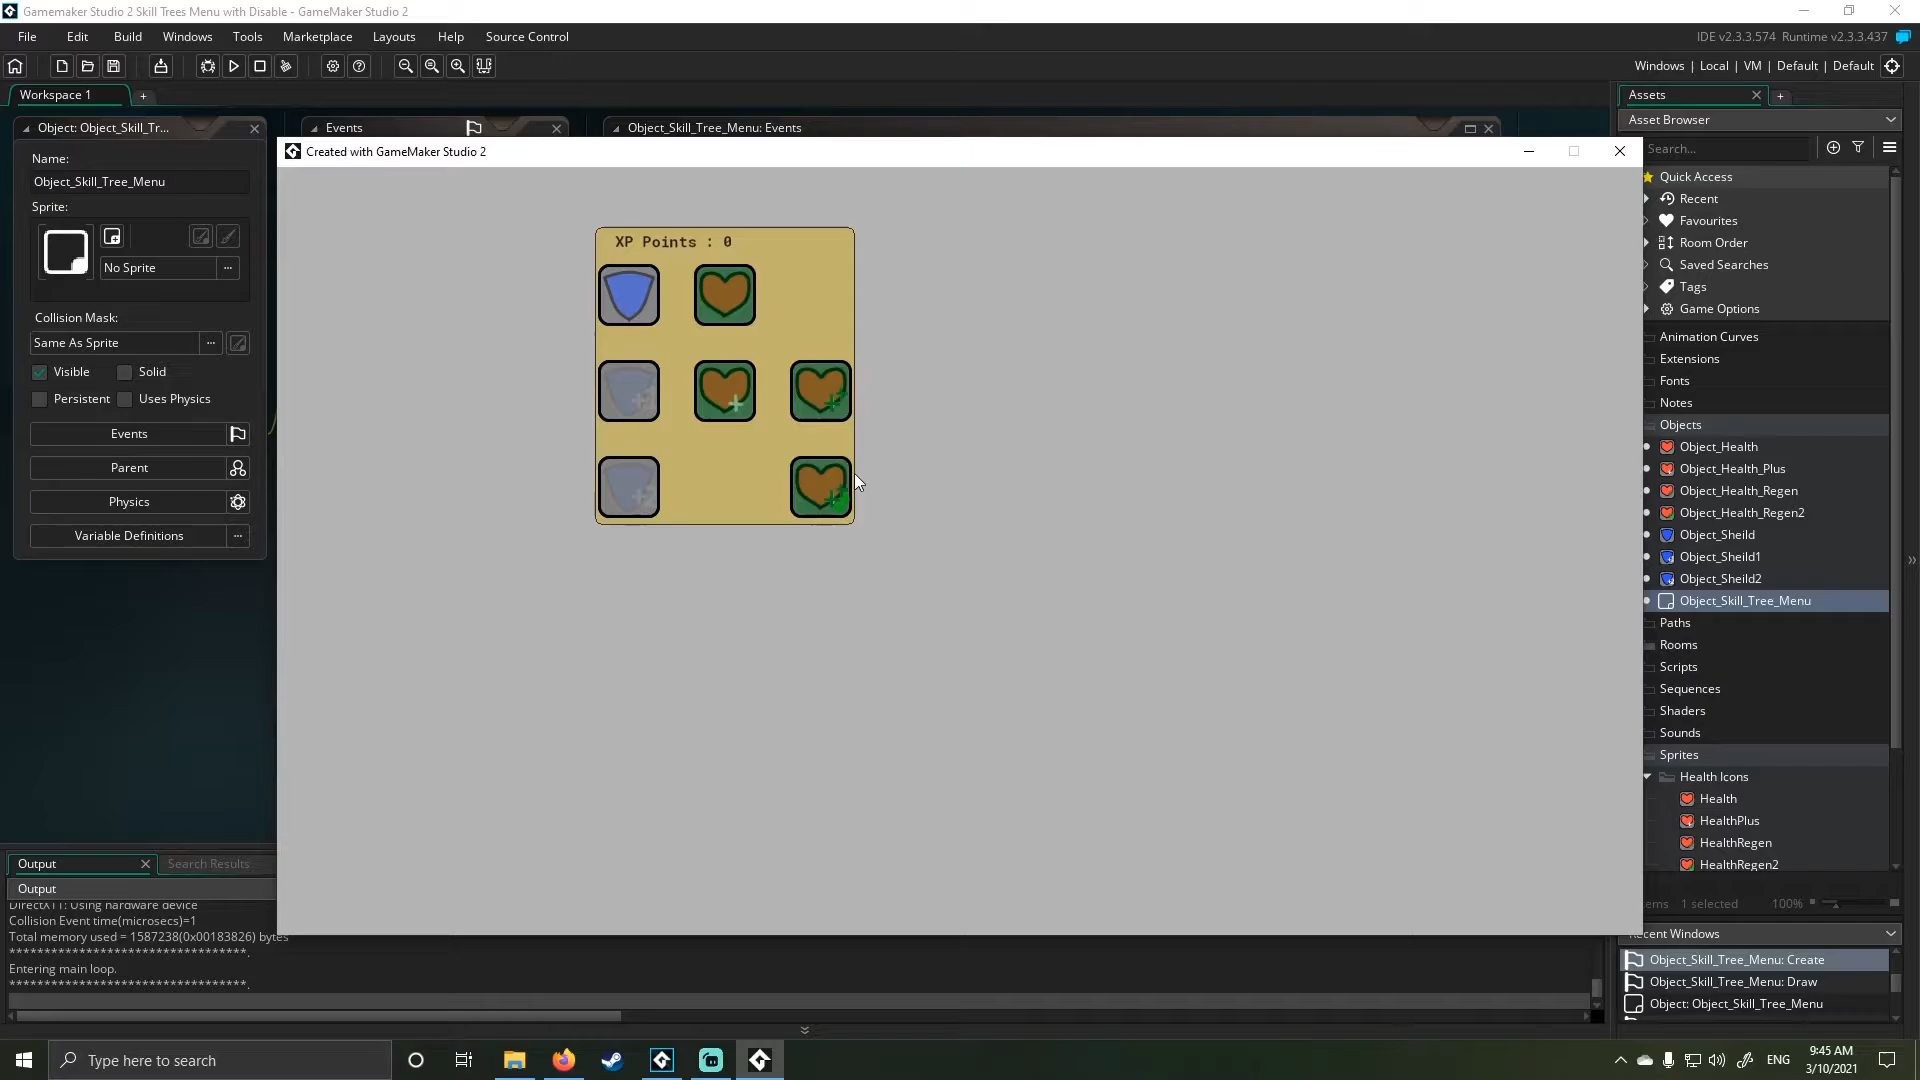 Gamemaker Studio 2 Skill Trees Menu with Disable - GameMaker Studio 2
File Edit Build Windows Tools Marketplace Layouts Help Source Control
IDE v2.3.3.574 Runtime v2.3.3.437
Windows | Local | VM | Default | Default
Workspace 1
Object: Object_Skill_Tr...
Name:
Object_Skill_Tree_Menu
Sprite:
No Sprite
Collision Mask:
Same As Sprite
Visible Solid
Persistent Uses Physics
Events
Parent
Physics
Variable Definitions
Events
Object_Skill_Tree_Menu: Events
Created with GameMaker Studio 2
XP Points : 0
Assets
Asset Browser
Search...
Quick Access
Recent
Favourites
Room Order
Saved Searches
Tags
Game Options
Animation Curves
Extensions
Fonts
Notes
Objects
Object_Health
Object_Health_Plus
Object_Health_Regen
Object_Health_Regen2
Object_Sheild
Object_Sheild1
Object_Sheild2
Object_Skill_Tree_Menu
Paths
Rooms
Scripts
Sequences
Shaders
Sounds
Sprites
Health Icons
Health
HealthPlus
HealthRegen
HealthRegen2
1 selected 100%
Recent Windows
Object_Skill_Tree_Menu: Create
Object_Skill_Tree_Menu: Draw
Object: Object_Skill_Tree_Menu
Output Search Results
Output
DirectX11: Using hardware device
Collision Event time(microsecs)=1
Total memory used = 1587238(0x00183826) bytes
*********************************.
Entering main loop.
*********************************.
Type here to search
ENG
9:45 AM
3/10/2021